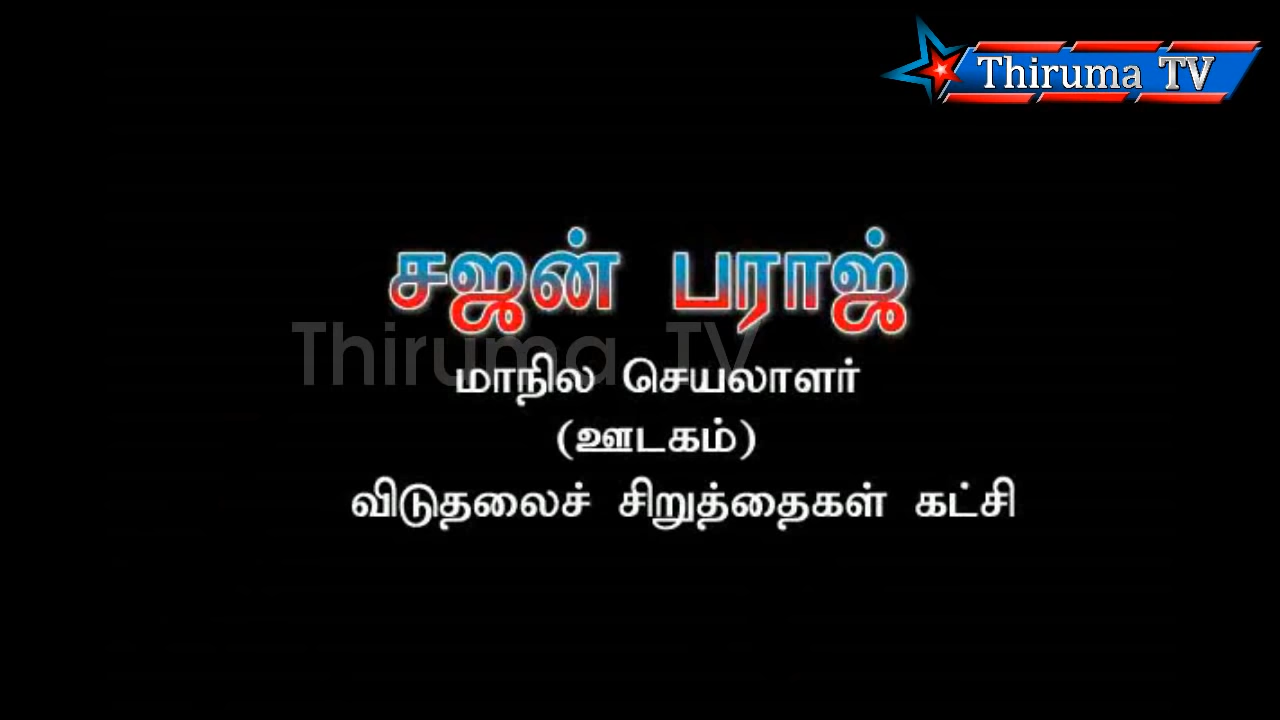 Thiruma TV
சஜன் பராஜ்
Thiruma TV
மாநில செயலாளர்
(ஊடகம்)
விடுதலைச் சிறுத்தைகள் கட்சி